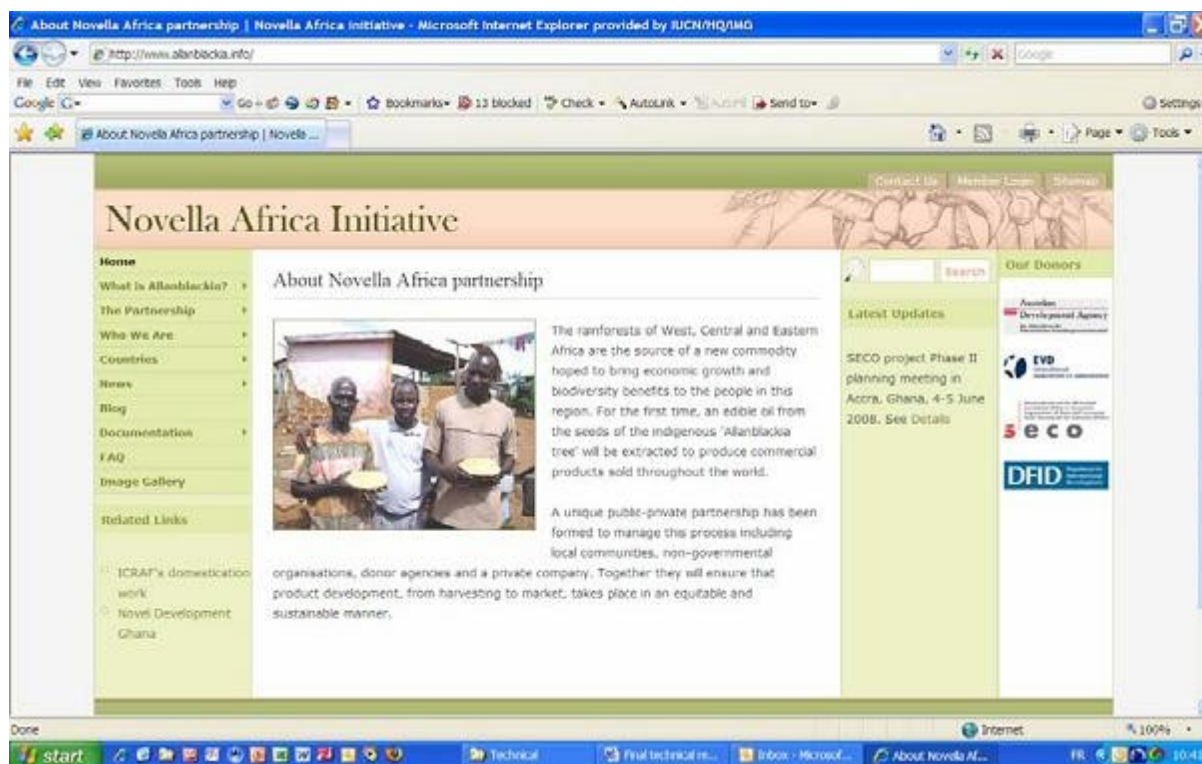 About Novella Africa partnership | Novella Africa Initiative - Microsoft Internet Explorer provided by IUCN/HQ/IMG
http://www.allanblackia.info/
Google
File Edit View Favorites Tools Help
Google G Go Bookmarks 13 blocked Check AutoLink Send to Settings
About Novella Africa partnership | Novella ... Page Tools
Contact Us Member Login Sitemap
Novella Africa Initiative
Home
What is Allanblackia?
The Partnership
Who We Are
Countries
News
Blog
Documentation
FAQ
Image Gallery
Related Links
ICRAF's domestication
work
Novel Development
Ghana
About Novella Africa partnership
The rainforests of West, Central and Eastern
Africa are the source of a new commodity
hoped to bring economic growth and
biodiversity benefits to the people in this
region. For the first time, an edible oil from
the seeds of the indigenous 'Allanblackia
tree' will be extracted to produce commercial
products sold throughout the world.
A unique public-private partnership has been
formed to manage this process including
local communities, non-governmental
organisations, donor agencies and a private company. Together they will ensure that
product development, from harvesting to market, takes place in an equitable and
sustainable manner.
Search
Latest Updates
SECO project Phase II
planning meeting in
Accra, Ghana, 4-5 June
2008. See Details
Our Donors
Austrian
Development Agency
EVD
seco
DFID Department for
International
Development
Done Internet 100%
start Technical Final technical re... Inbox - Microsof... About Novella Af... FR 10:4